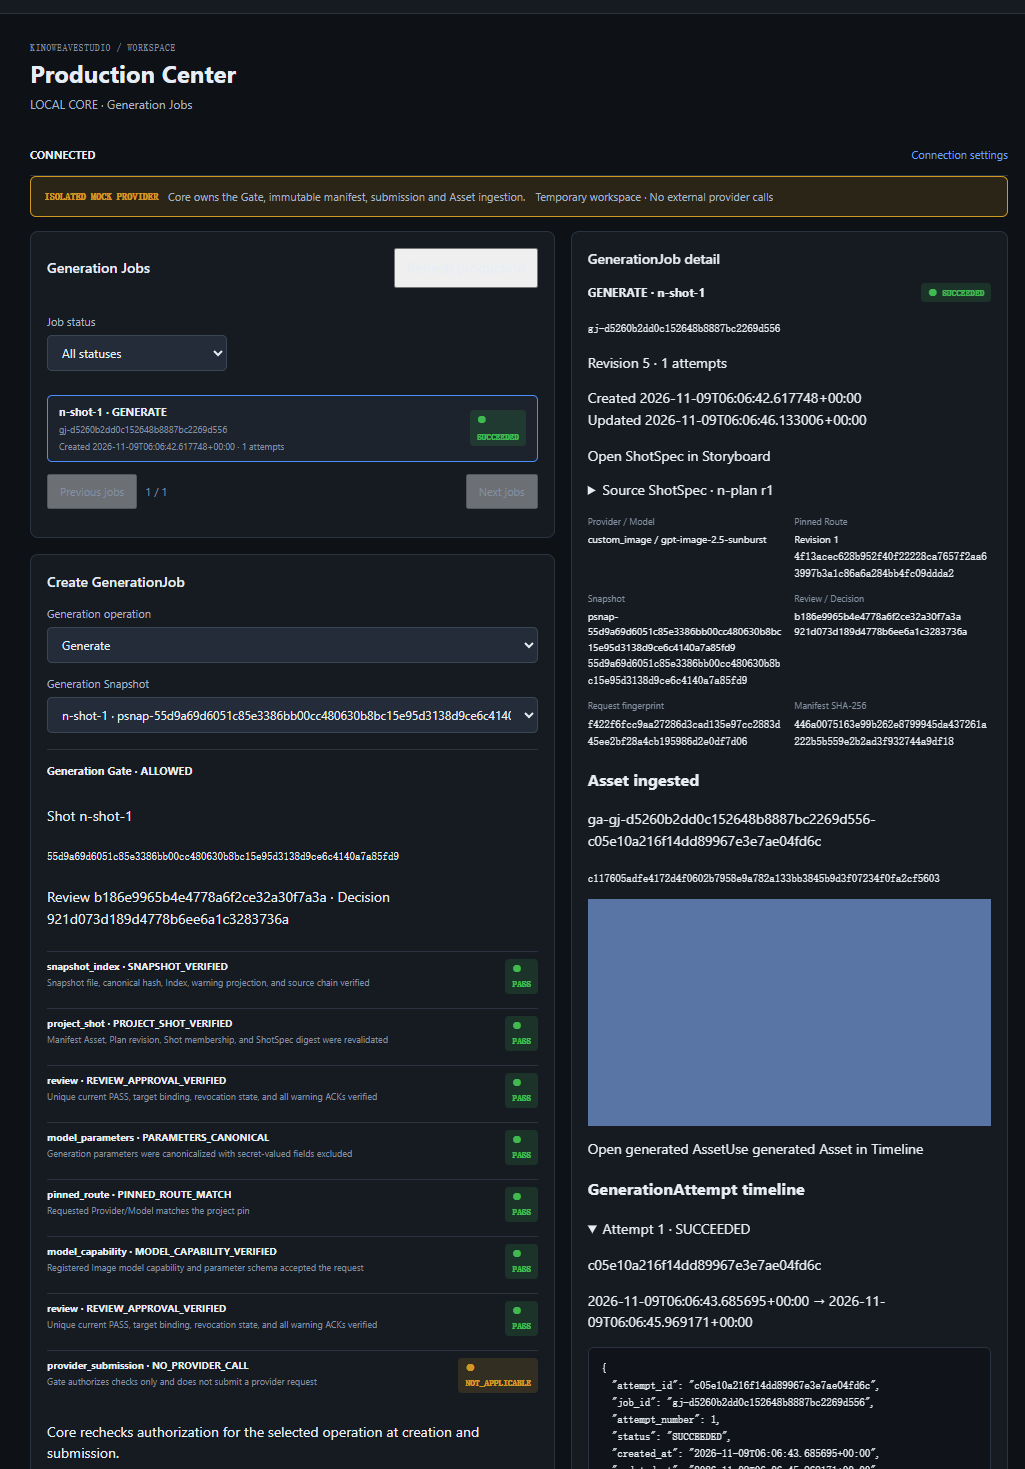 KINOWEAVESTUDIO / WORKSPACE
Production Center
LOCAL CORE · Generation Jobs
CONNECTED
Connection settings
ISOLATED MOCK PROVIDER Core owns the Gate, immutable manifest, submission and Asset ingestion. Temporary workspace · No external provider calls
Generation Jobs
Job status
All statuses
n-shot-1 · GENERATE
gj-d5260b2dd0c152648b8887bc2269d556
Created 2026-11-09T06:06:42.617748+00:00 · 1 attempts
SUCCEEDED
Previous jobs
1 / 1
Next jobs
Create GenerationJob
Generation operation
Generate
Generation Snapshot
n-shot-1 · psnap-55d9a69d6051c85e3386bb00cc480630b8bc15e95d3138d9ce6c4140
Generation Gate · ALLOWED
Shot n-shot-1
55d9a69d6051c85e3386bb00cc480630b8bc15e95d3138d9ce6c4140a7a85fd9
Review b186e9965b4e4778a6f2ce32a30f7a3a · Decision
921d073d189d4778b6ee6a1c3283736a
snapshot_index · SNAPSHOT_VERIFIED
Snapshot file, canonical hash, Index, warning projection, and source chain verified
PASS
project_shot · PROJECT_SHOT_VERIFIED
Manifest Asset, Plan revision, Shot membership, and ShotSpec digest were revalidated
PASS
review · REVIEW_APPROVAL_VERIFIED
Unique current PASS, target binding, revocation state, and all warning ACKs verified
PASS
model_parameters · PARAMETERS_CANONICAL
Generation parameters were canonicalized with secret-valued fields excluded
PASS
pinned_route · PINNED_ROUTE_MATCH
Requested Provider/Model matches the project pin
PASS
model_capability · MODEL_CAPABILITY_VERIFIED
Registered Image model capability and parameter schema accepted the request
PASS
review · REVIEW_APPROVAL_VERIFIED
Unique current PASS, target binding, revocation state, and all warning ACKs verified
PASS
provider_submission · NO_PROVIDER_CALL
Gate authorizes checks only and does not submit a provider request
NOT_APPLICABLE
Core rechecks authorization for the selected operation at creation and
submission.
GenerationJob detail
GENERATE · n-shot-1
SUCCEEDED
gj-d5260b2dd0c152648b8887bc2269d556
Revision 5 · 1 attempts
Created 2026-11-09T06:06:42.617748+00:00
Updated 2026-11-09T06:06:46.133006+00:00
Open ShotSpec in Storyboard
▶ Source ShotSpec · n-plan r1
Provider / Model
custom_image / gpt-image-2.5-sunburst
Pinned Route
Revision 1
4f13acec628b952f40f22228ca7657f2aa6
3997b3a1c86a6a284bb4fc09ddda2
Snapshot
psnap-
55d9a69d6051c85e3386bb00cc480630b8bc
15e95d3138d9ce6c4140a7a85fd9
55d9a69d6051c85e3386bb00cc480630b8b
c15e95d3138d9ce6c4140a7a85fd9
Review / Decision
b186e9965b4e4778a6f2ce32a30f7a3a
921d073d189d4778b6ee6a1c3283736a
Request fingerprint
f422f6fcc9aa27286d3cad135e97cc2883d
45ee2bf28a4cb195986d2e0df7d06
Manifest SHA-256
446a0075163e99b262e8799945da437261a
222b5b559e2b2ad3f932744a9df18
Asset ingested
ga-gj-d5260b2dd0c152648b8887bc2269d556-
c05e10a216f14dd89967e3e7ae04fd6c
c117605adfe4172d4f0602b7958e9a782a133bb3845b9d3f07234f0fa2cf5603
Open generated AssetUse generated Asset in Timeline
GenerationAttempt timeline
▼ Attempt 1 · SUCCEEDED
c05e10a216f14dd89967e3e7ae04fd6c
2026-11-09T06:06:43.685695+00:00 → 2026-11-
09T06:06:45.969171+00:00
{
"attempt_id": "c05e10a216f14dd89967e3e7ae04fd6c",
"job_id": "gj-d5260b2dd0c152648b8887bc2269d556",
"attempt_number": 1,
"status": "SUCCEEDED",
"created_at": "2026-11-09T06:06:43.685695+00:00",